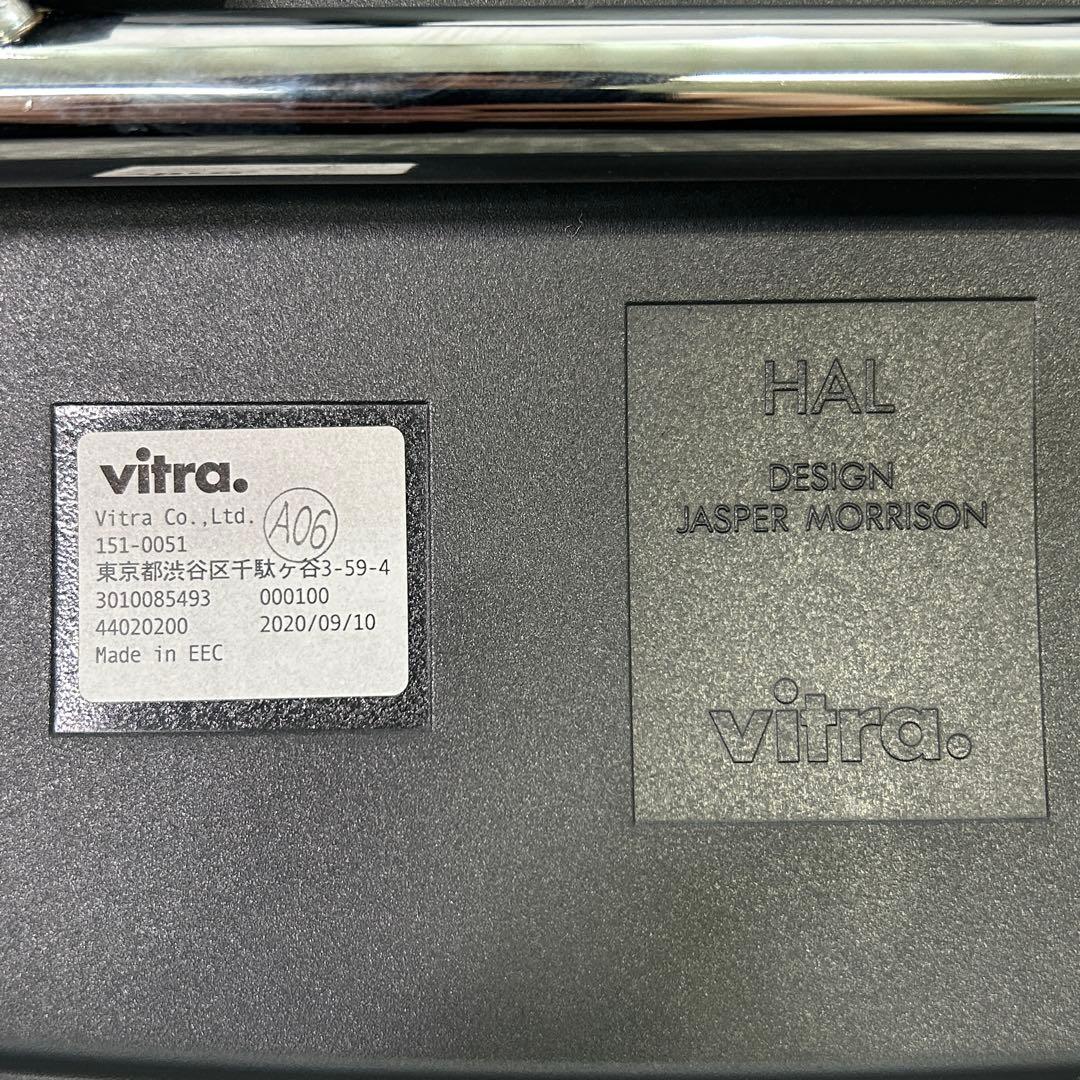 vitra.
Vitra Co.,Ltd.
A06
151-0051
東京都渋谷区千駄ヶ谷3-59-4
3010085493 000100
44020200 2020/09/10
Made in EEC
HAL
DESIGN
JASPER MORRISON
vitra.